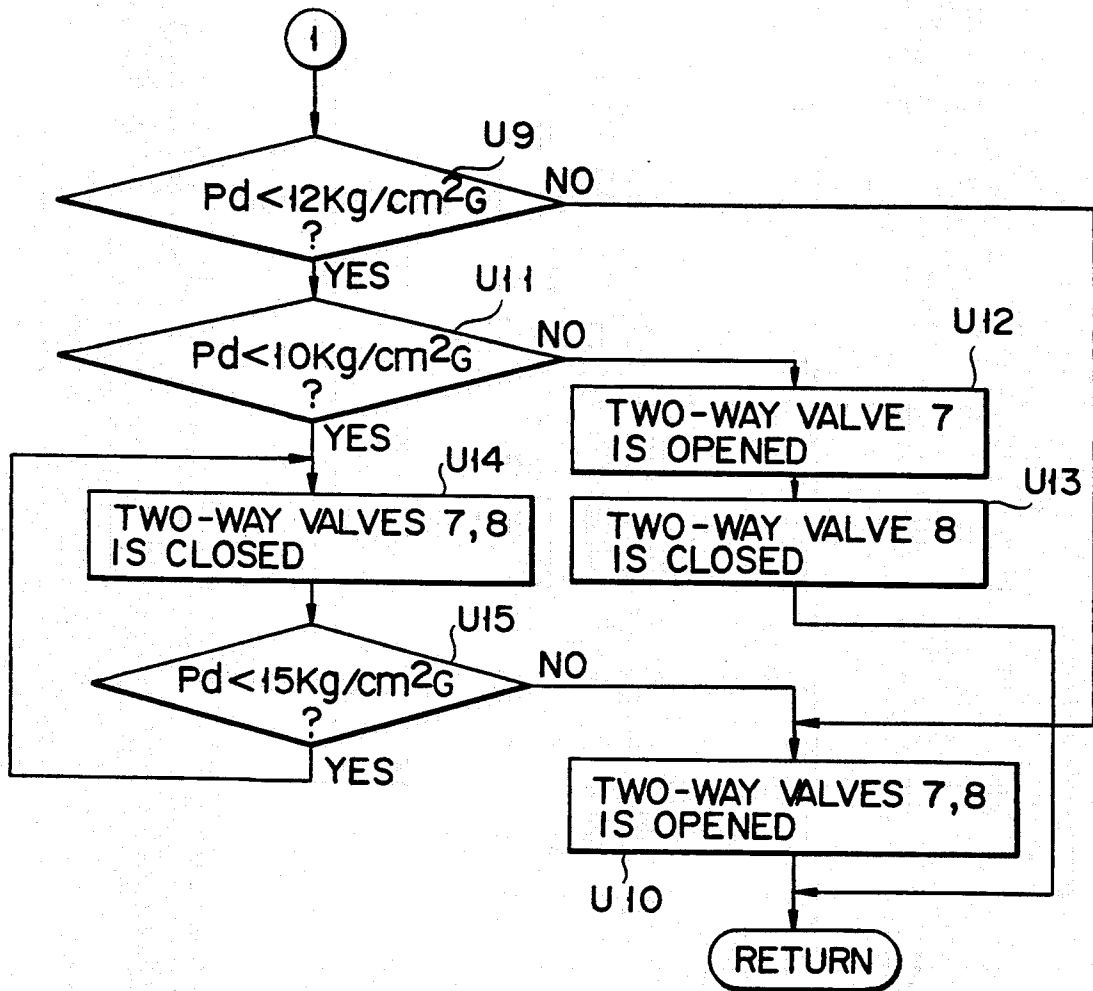 1
U9
Pd<12Kg/cm²G
?
NO
YES
U11
Pd<10Kg/cm²G
?
NO
YES
U12
TWO-WAY VALVE 7
IS OPENED
U13
TWO-WAY VALVE 8
IS CLOSED
U14
TWO-WAY VALVES 7,8
IS CLOSED
U15
Pd<15Kg/cm²G
?
NO
YES
TWO-WAY VALVES 7,8
IS OPENED
U10
RETURN